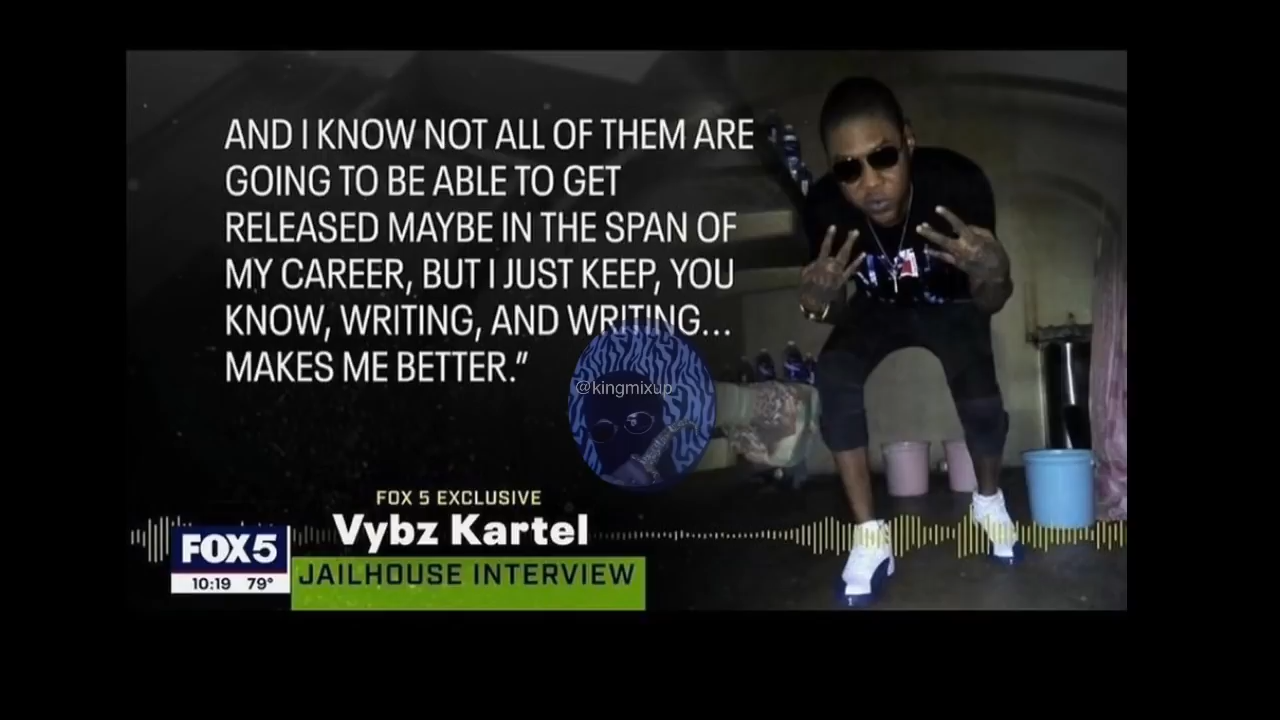 AND I KNOW NOT ALL OF THEM ARE
GOING TO BE ABLE TO GET
RELEASED MAYBE IN THE SPAN OF
MY CAREER, BUT I JUST KEEP, YOU
KNOW, WRITING, AND WRITING...
MAKES ME BETTER.”
@kingmixup
FOX 5 EXCLUSIVE
Vybz Kartel
JAILHOUSE INTERVIEW
FOX 5
10:19 79°